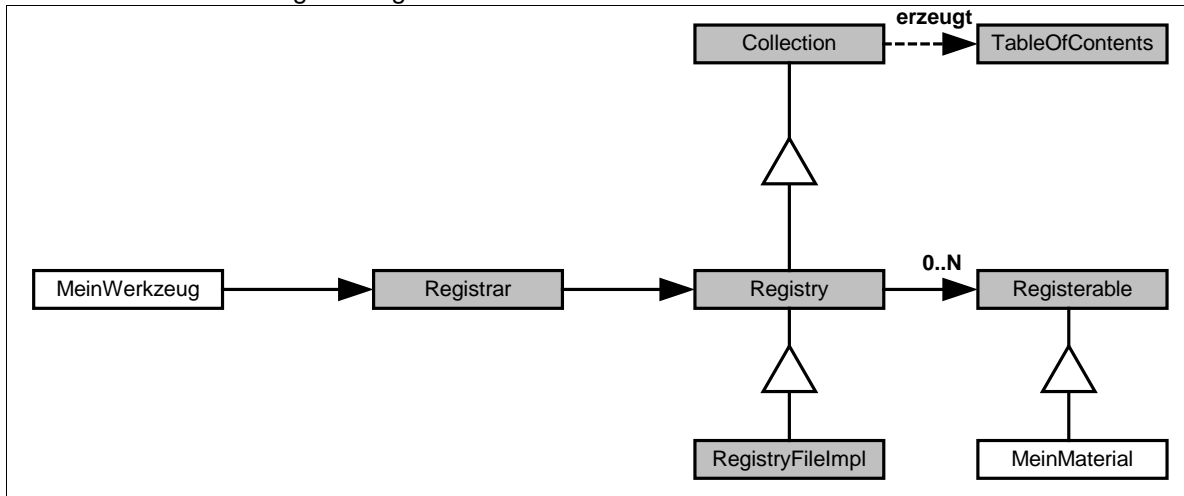 erzeugt
Collection
TableOfContents
0..N
MeinWerkzeug
Registrar
Registry
Registerable
RegistryFileImpl
MeinMaterial